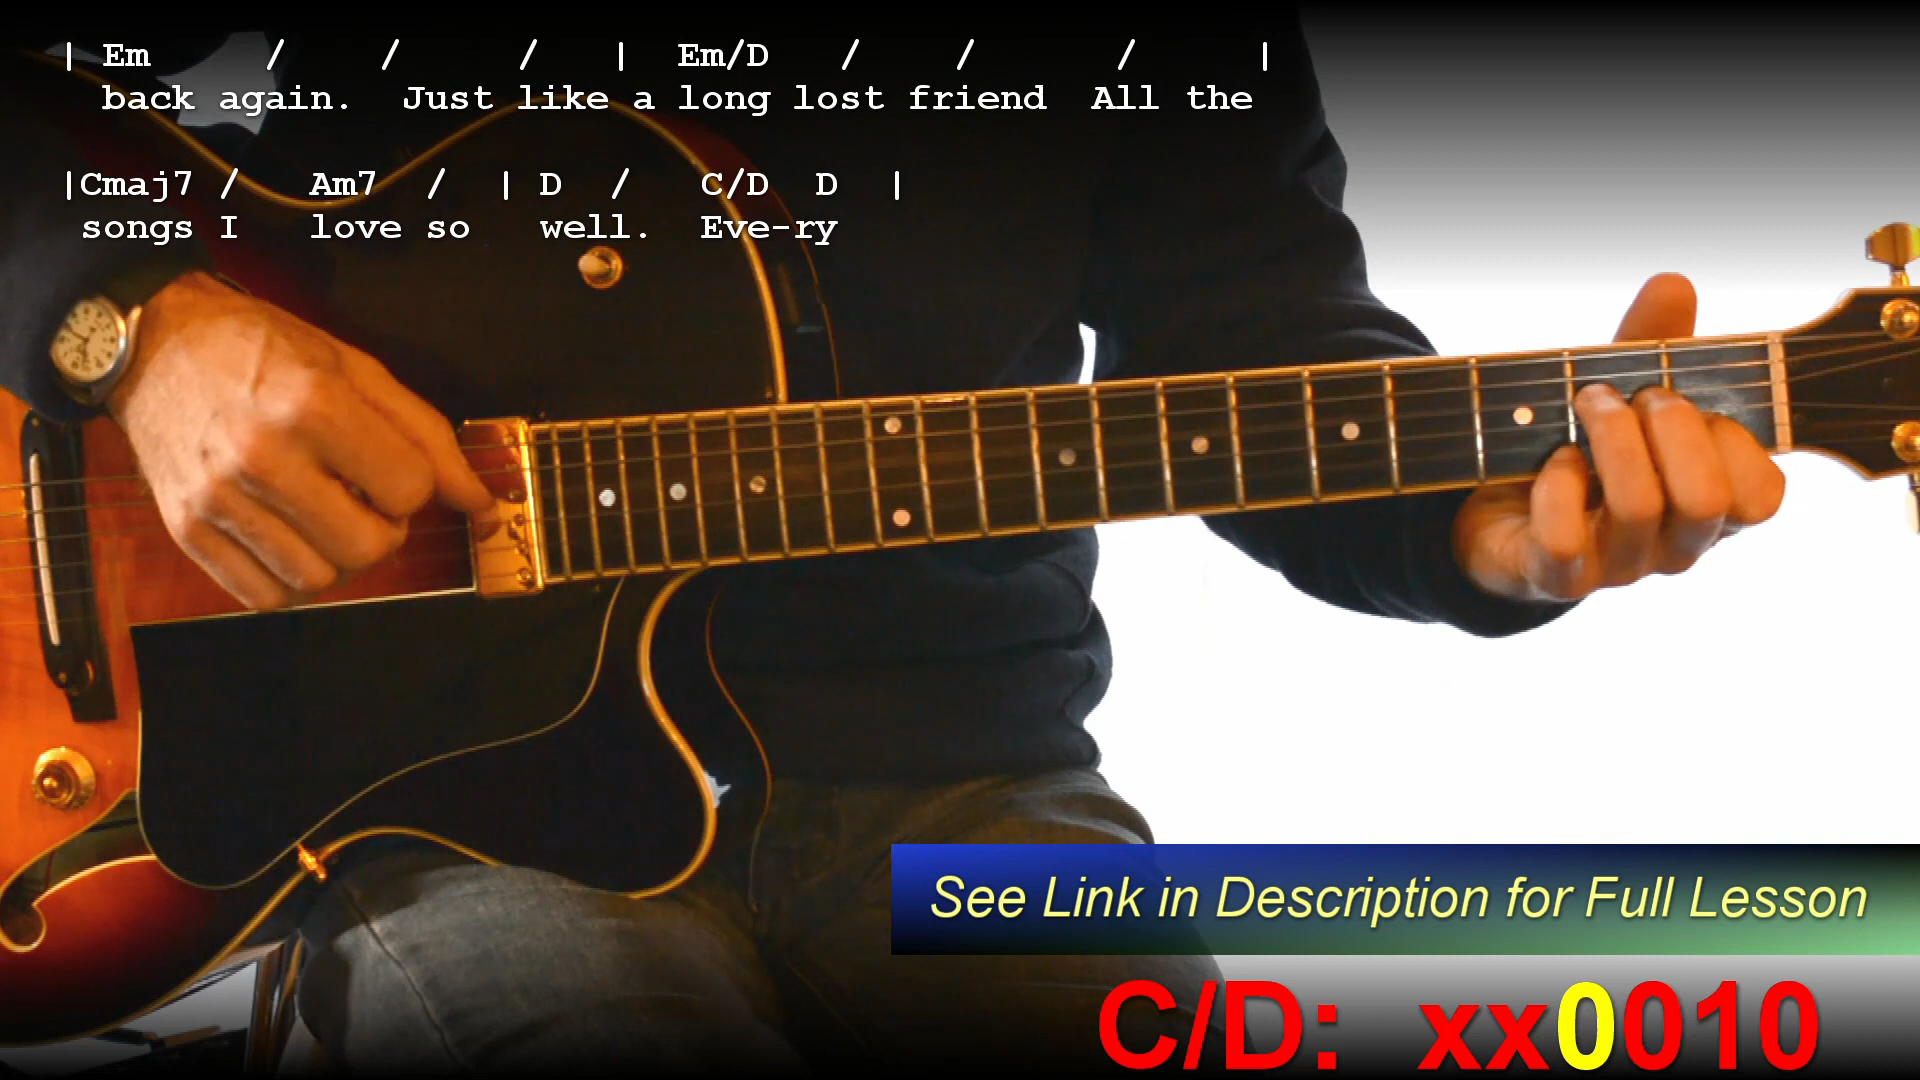 | Em / / / | Em/D / / / |
back again. Just like a long lost friend All the
|Cmaj7 / Am7 / | D / C/D D |
songs I love so well. Eve-ry
See Link in Description for Full Lesson
C/D: xx0010